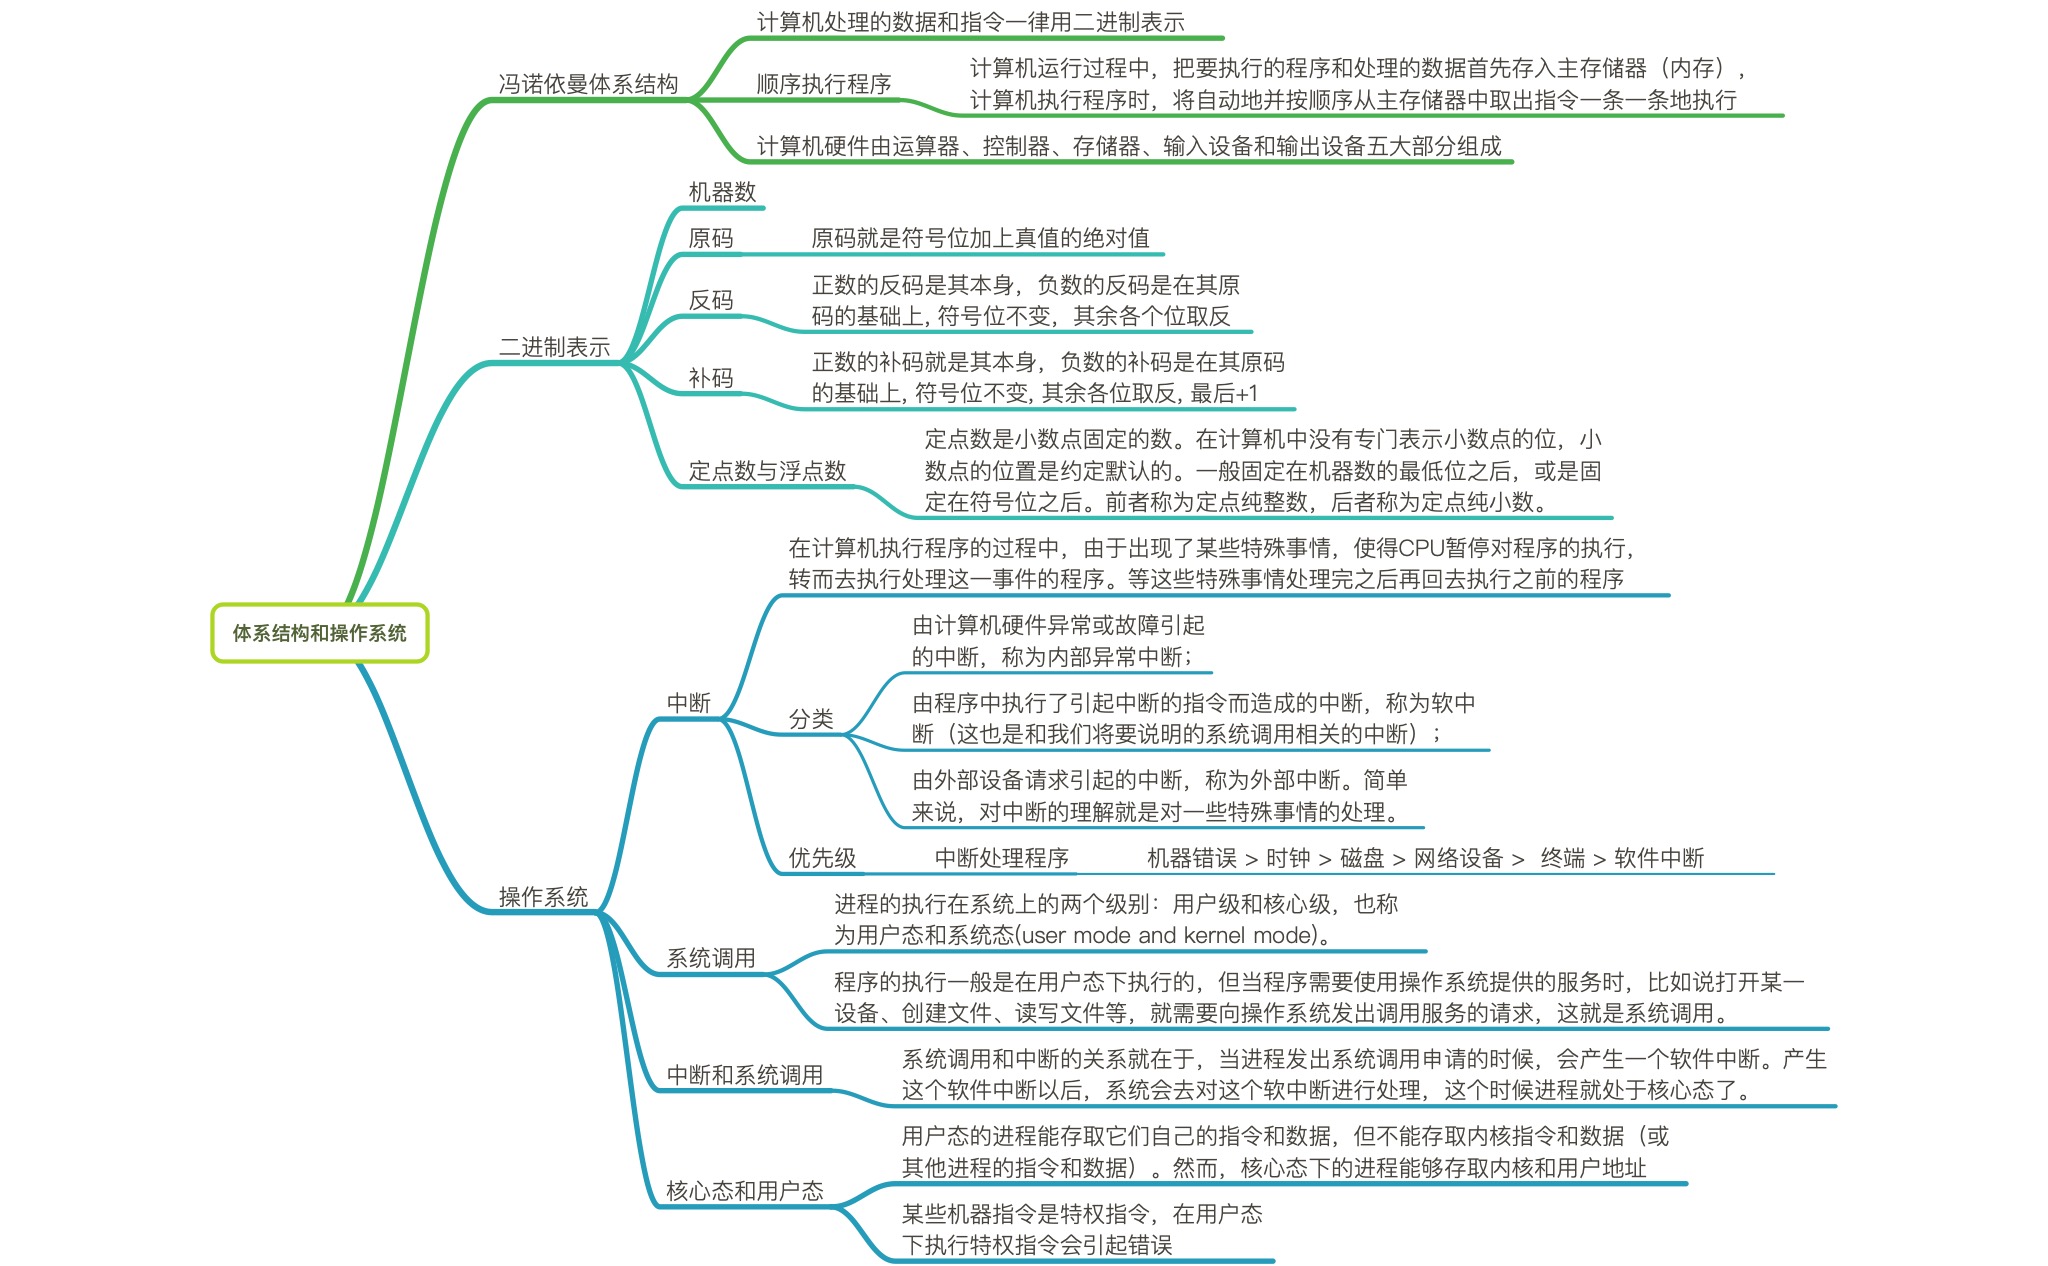 计算机处理的数据和指令一律用二进制表示
冯诺依曼体系结构
顺序执行程序
计算机运行过程中，把要执行的程序和处理的数据首先存入主存储器（内存），
计算机执行程序时，将自动地并按顺序从主存储器中取出指令一条一条地执行
计算机硬件由运算器、控制器、存储器、输入设备和输出设备五大部分组成
二进制表示
机器数
原码
原码就是符号位加上真值的绝对值
反码
正数的反码是其本身，负数的反码是在其原
码的基础上, 符号位不变，其余各个位取反
补码
正数的补码就是其本身，负数的补码是在其原码
的基础上, 符号位不变, 其余各位取反, 最后+1
定点数与浮点数
定点数是小数点固定的数。在计算机中没有专门表示小数点的位，小
数点的位置是约定默认的。一般固定在机器数的最低位之后，或是固
定在符号位之后。前者称为定点纯整数，后者称为定点纯小数。
体系结构和操作系统
操作系统
中断
在计算机执行程序的过程中，由于出现了某些特殊事情，使得CPU暂停对程序的执行，
转而去执行处理这一事件的程序。等这些特殊事情处理完之后再回去执行之前的程序
分类
由计算机硬件异常或故障引起
的中断，称为内部异常中断；
由程序中执行了引起中断的指令而造成的中断，称为软中
断（这也是和我们将要说明的系统调用相关的中断）；
由外部设备请求引起的中断，称为外部中断。简单
来说，对中断的理解就是对一些特殊事情的处理。
优先级
中断处理程序
机器错误 > 时钟 > 磁盘 > 网络设备 >  终端 > 软件中断
系统调用
进程的执行在系统上的两个级别：用户级和核心级，也称
为用户态和系统态(user mode and kernel mode)。
程序的执行一般是在用户态下执行的，但当程序需要使用操作系统提供的服务时，比如说打开某一
设备、创建文件、读写文件等，就需要向操作系统发出调用服务的请求，这就是系统调用。
中断和系统调用
系统调用和中断的关系就在于，当进程发出系统调用申请的时候，会产生一个软件中断。产生
这个软件中断以后，系统会去对这个软中断进行处理，这个时候进程就处于核心态了。
核心态和用户态
用户态的进程能存取它们自己的指令和数据，但不能存取内核指令和数据（或
其他进程的指令和数据）。然而，核心态下的进程能够存取内核和用户地址
某些机器指令是特权指令，在用户态
下执行特权指令会引起错误